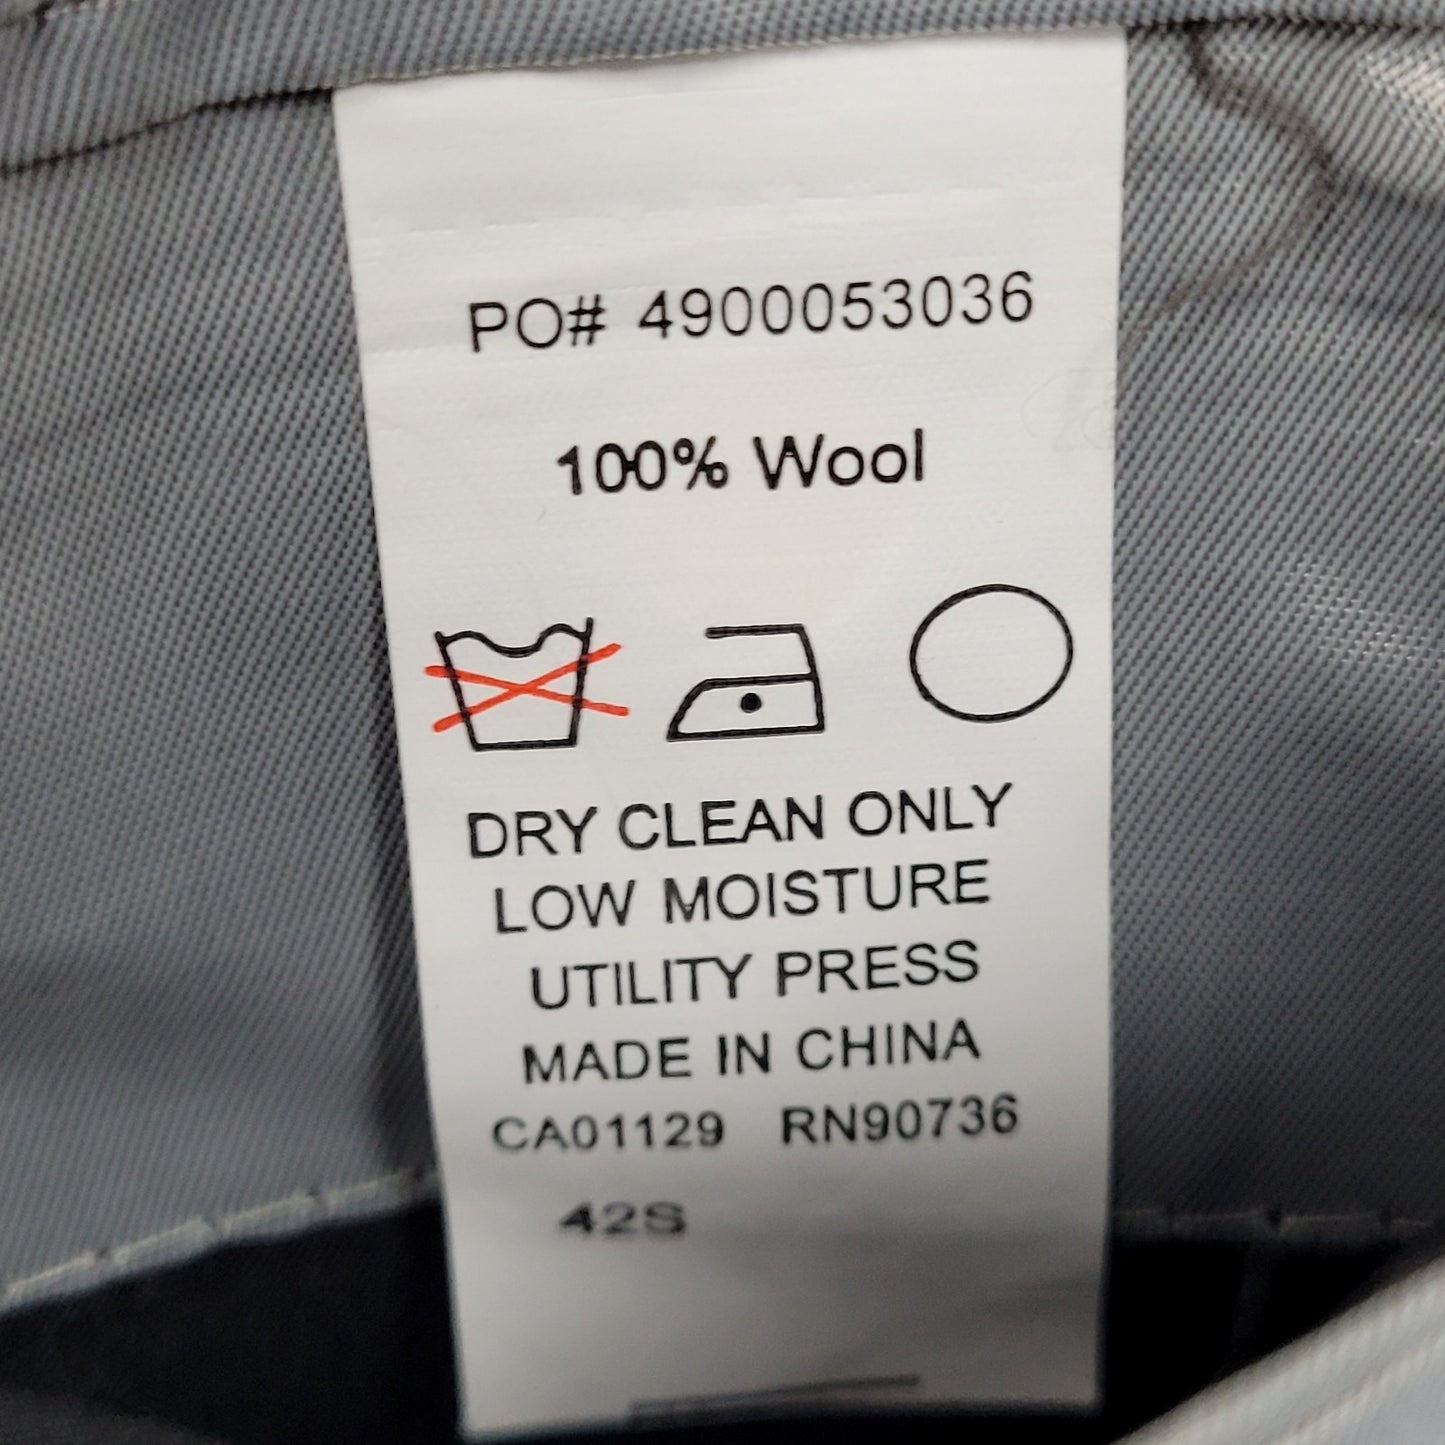 PO# 4900053036
100% Wool
DRY CLEAN ONLY
LOW MOISTURE
UTILITY PRESS
MADE IN CHINA
CA01129 RN90736
42S